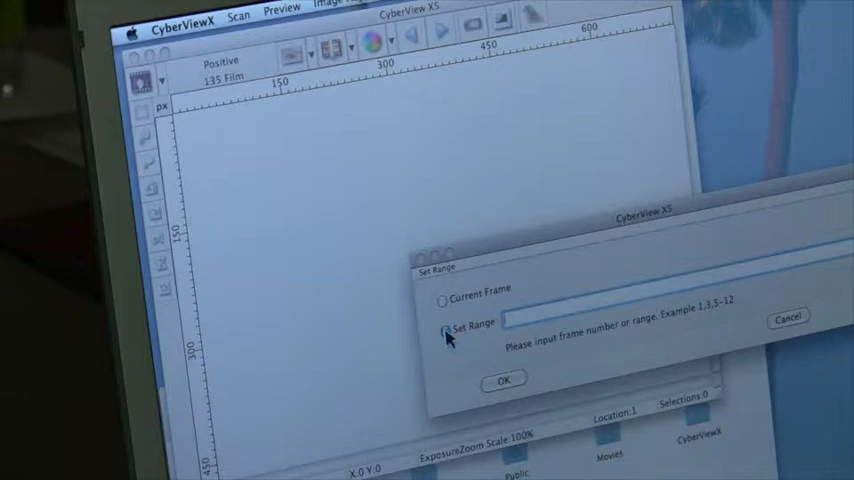 CyberViewX Scan Preview
CyberView X5
Positive
135 Film
px
150 300 450 600
150
300
450
CyberView X5
Set Range
Current Frame
Set Range
Please input frame number or range. Example 1,3,5-12
Cancel
OK
X:0 Y:0 ExposureZoom Scale:100% Location:1 Selections:0
Public Movies CyberViewX